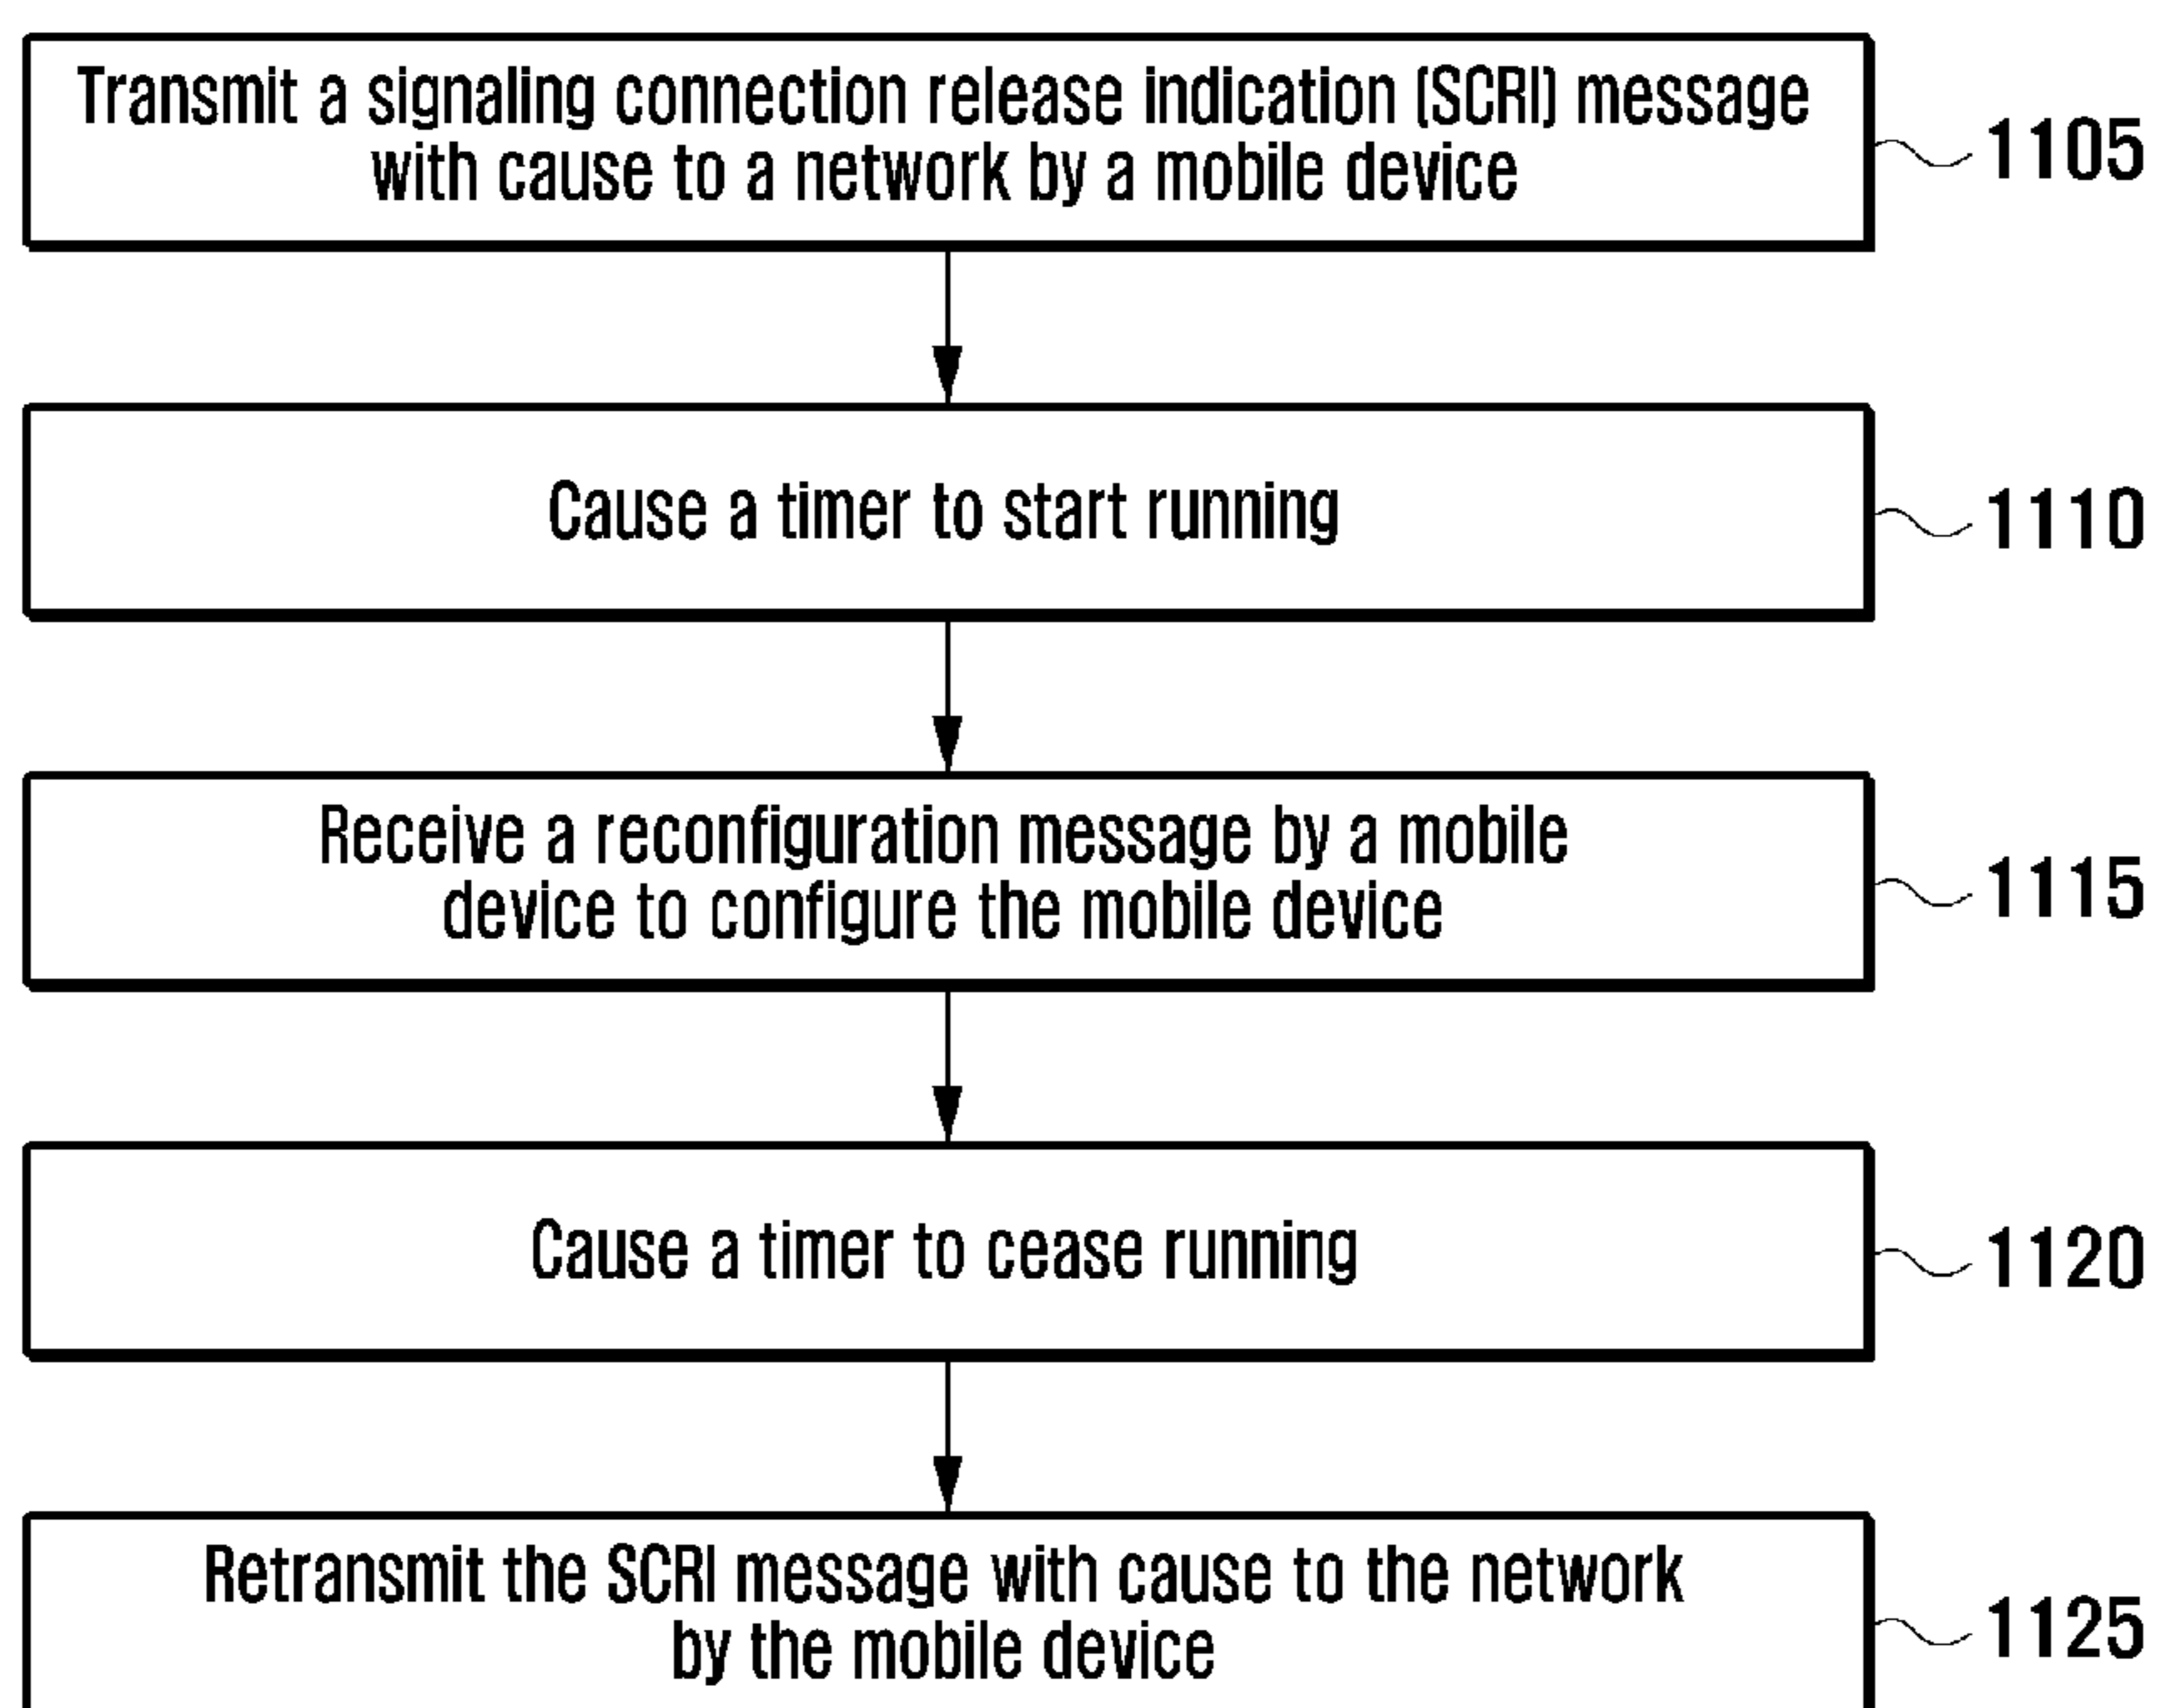 Transmit a signaling connection release indication (SCRI) message
with cause to a network by a mobile device
1105
Cause a timer to start running
1110
Receive a reconfiguration message by a mobile
device to configure the mobile device
1115
Cause a timer to cease running
1120
Retransmit the SCRI message with cause to the network
by the mobile device
1125